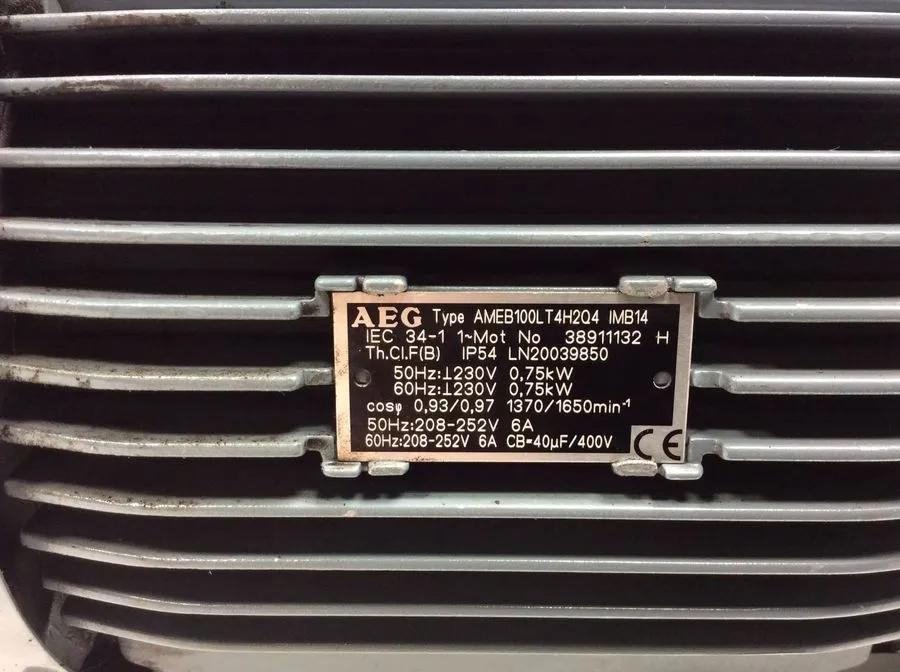 AEG Type AMEB100LT4H2Q4 IMB14
IEC 34-1 1~Mot No 38911132 H
Th.Cl.F(B) IP54 LN20039850
50Hz:⊥230V 0,75kW
60Hz:⊥230V 0,75kW
cosφ 0,93/0,97 1370/1650min⁻¹
50Hz:208-252V 6A
60Hz:208-252V 6A CB=40µF/400V CE